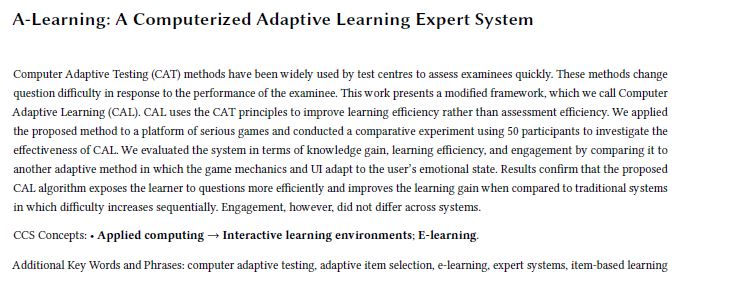 A-Learning: A Computerized Adaptive Learning Expert System
Computer Adaptive Testing (CAT) methods have been widely used by test centres to assess examinees quickly. These methods change
question difficulty in response to the performance of the examinee. This work presents a modified framework, which we call Computer
Adaptive Learning (CAL). CAL uses the CAT principles to improve learning efficiency rather than assessment efficiency. We applied
the proposed method to a platform of serious games and conducted a comparative experiment using 50 participants to investigate the
effectiveness of CAL. We evaluated the system in terms of knowledge gain, learning efficiency, and engagement by comparing it to
another adaptive method in which the game mechanics and UI adapt to the user's emotional state. Results confirm that the proposed
CAL algorithm exposes the learner to questions more efficiently and improves the learning gain when compared to traditional systems
in which difficulty increases sequentially. Engagement, however, did not differ across systems.
CCS Concepts: • Applied computing → Interactive learning environments; E-learning.
Additional Key Words and Phrases: computer adaptive testing, adaptive item selection, e-learning, expert systems, item-based learning